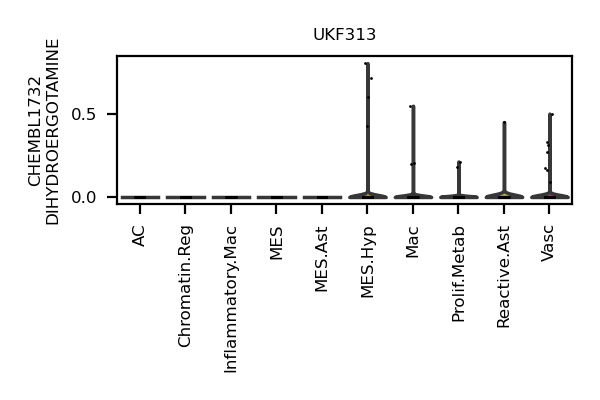 UKF313
CHEMBL1732
DIHYDROERGOTAMINE
0.5
0.0
AC
Chromatin.Reg
Inflammatory.Mac
MES
MES.Ast
MES.Hyp
Mac
Prolif.Metab
Reactive.Ast
Vasc